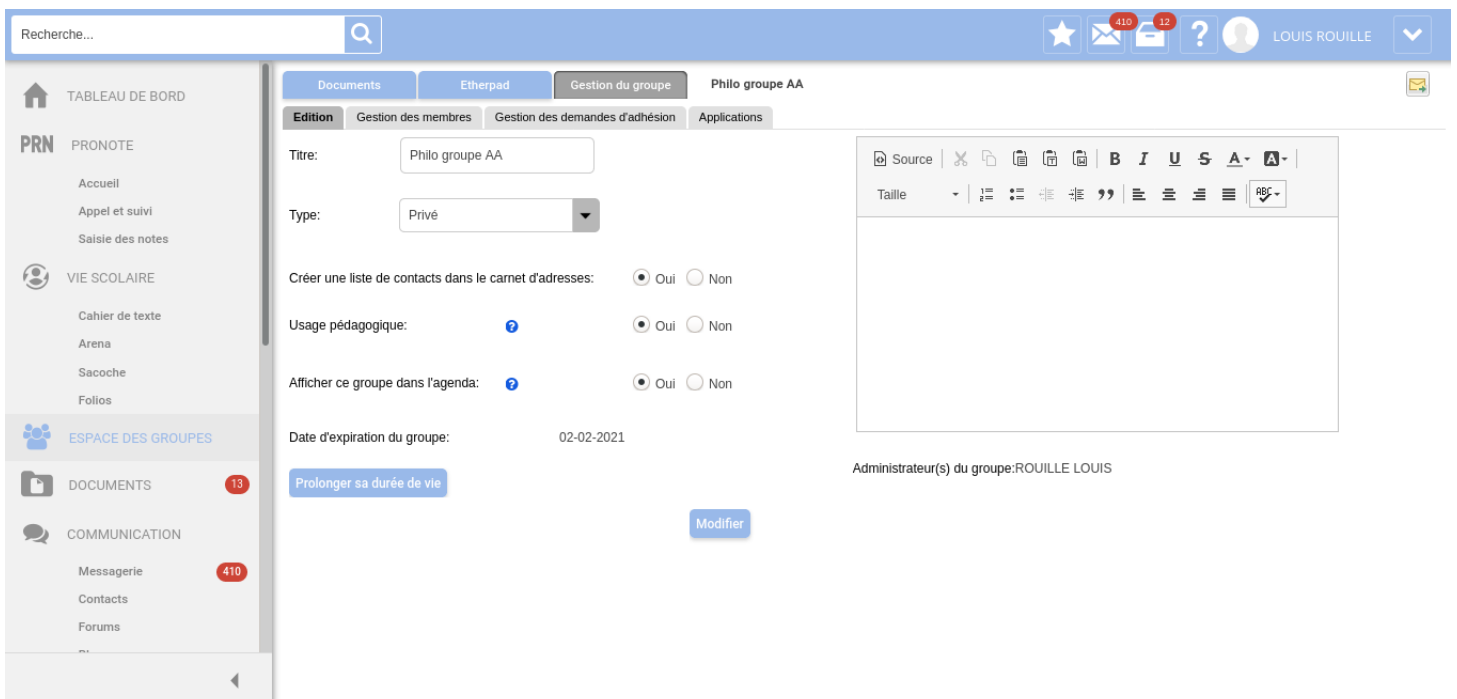 Recherche...
410
12
?
LOUIS ROUILLE
TABLEAU DE BORD
PRN PRONOTE
Accueil
Appel et suivi
Saisie des notes
VIE SCOLAIRE
Cahier de texte
Arena
Sacoche
Folios
ESPACE DES GROUPES
DOCUMENTS 13
COMMUNICATION
Messagerie 410
Contacts
Forums
Documents Etherpad Gestion du groupe Philo groupe AA
Edition Gestion des membres Gestion des demandes d'adhésion Applications
Titre: Philo groupe AA
Type: Privé
Créer une liste de contacts dans le carnet d'adresses: Oui Non
Usage pédagogique: ? Oui Non
Afficher ce groupe dans l'agenda: ? Oui Non
Date d'expiration du groupe: 02-02-2021
Prolonger sa durée de vie
Modifier
Source B I U S A A
Taille ABC
Administrateur(s) du groupe:ROUILLE LOUIS